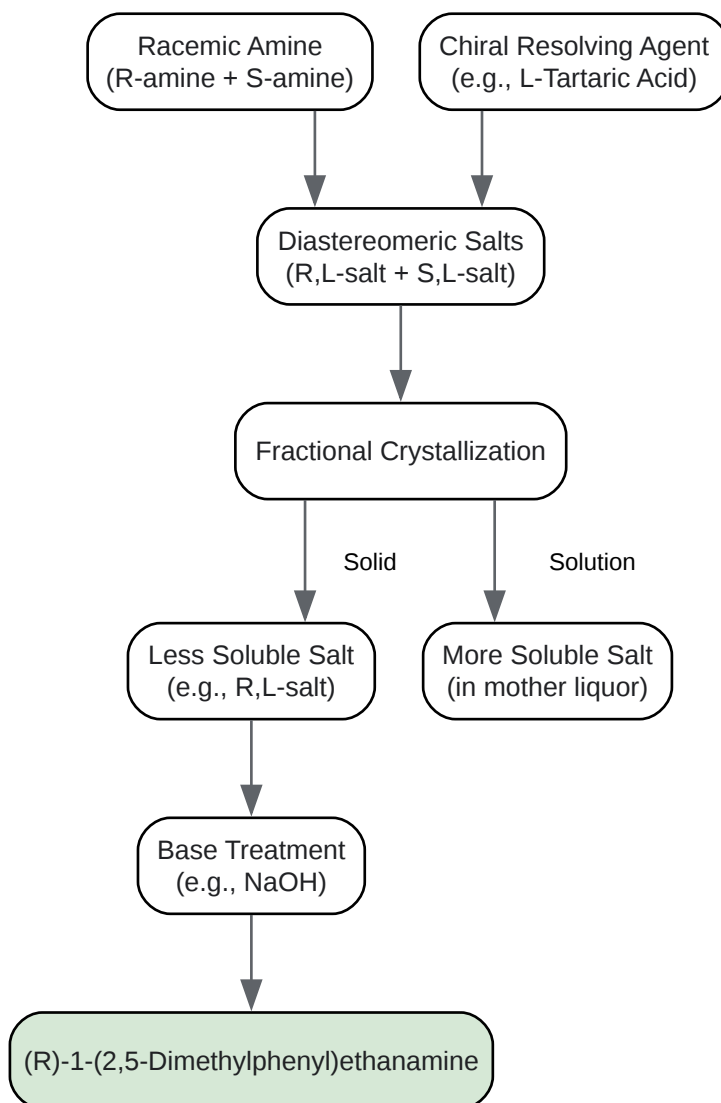 Racemic Amine
(R-amine + S-amine)
Chiral Resolving Agent
(e.g., L-Tartaric Acid)
Diastereomeric Salts
(R,L-salt + S,L-salt)
Fractional Crystallization
Solid
Solution
Less Soluble Salt
(e.g., R,L-salt)
More Soluble Salt
(in mother liquor)
Base Treatment
(e.g., NaOH)
(R)-1-(2,5-Dimethylphenyl)ethanamine